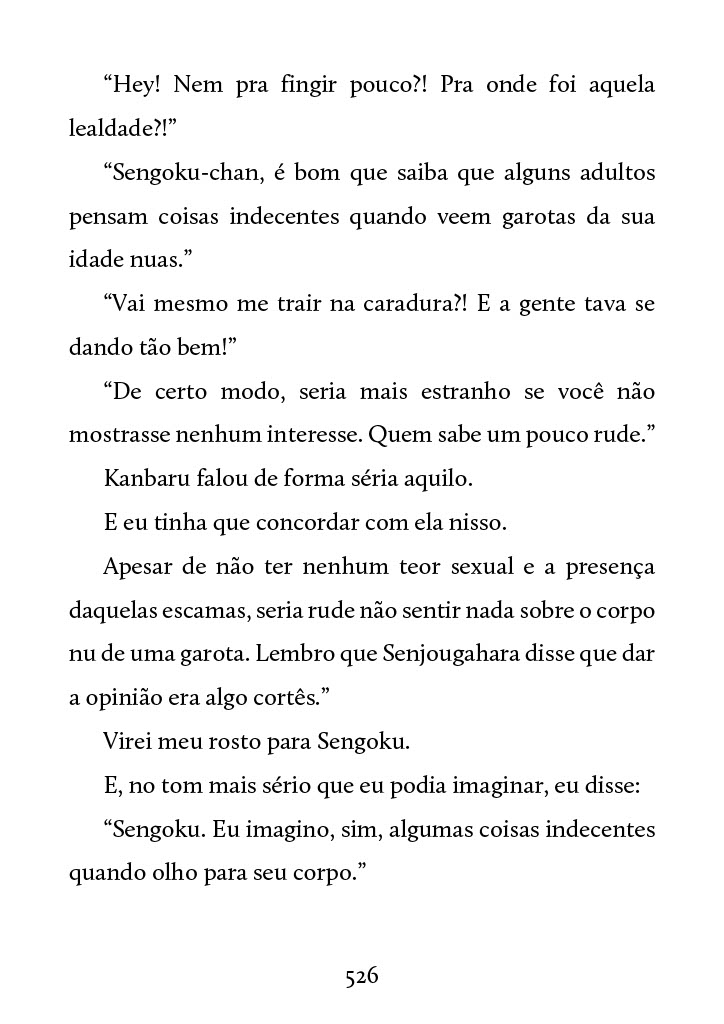 “Hey! Nem pra fingir pouco?! Pra onde foi aquela
lealdade?!”
“Sengoku-chan, é bom que saiba que alguns adultos
pensam coisas indecentes quando veem garotas da sua
idade nuas.”
“Vai mesmo me trair na caradura?! E a gente tava se
dando tão bem!”
“De certo modo, seria mais estranho se você não
mostrasse nenhum interesse. Quem sabe um pouco rude.”
Kanbaru falou de forma séria aquilo.
E eu tinha que concordar com ela nisso.
Apesar de não ter nenhum teor sexual e a presença
daquelas escamas, seria rude não sentir nada sobre o corpo
nu de uma garota. Lembro que Senjougahara disse que dar
a opinião era algo cortês.”
Virei meu rosto para Sengoku.
E, no tom mais sério que eu podia imaginar, eu disse:
“Sengoku. Eu imagino, sim, algumas coisas indecentes
quando olho para seu corpo.”
526